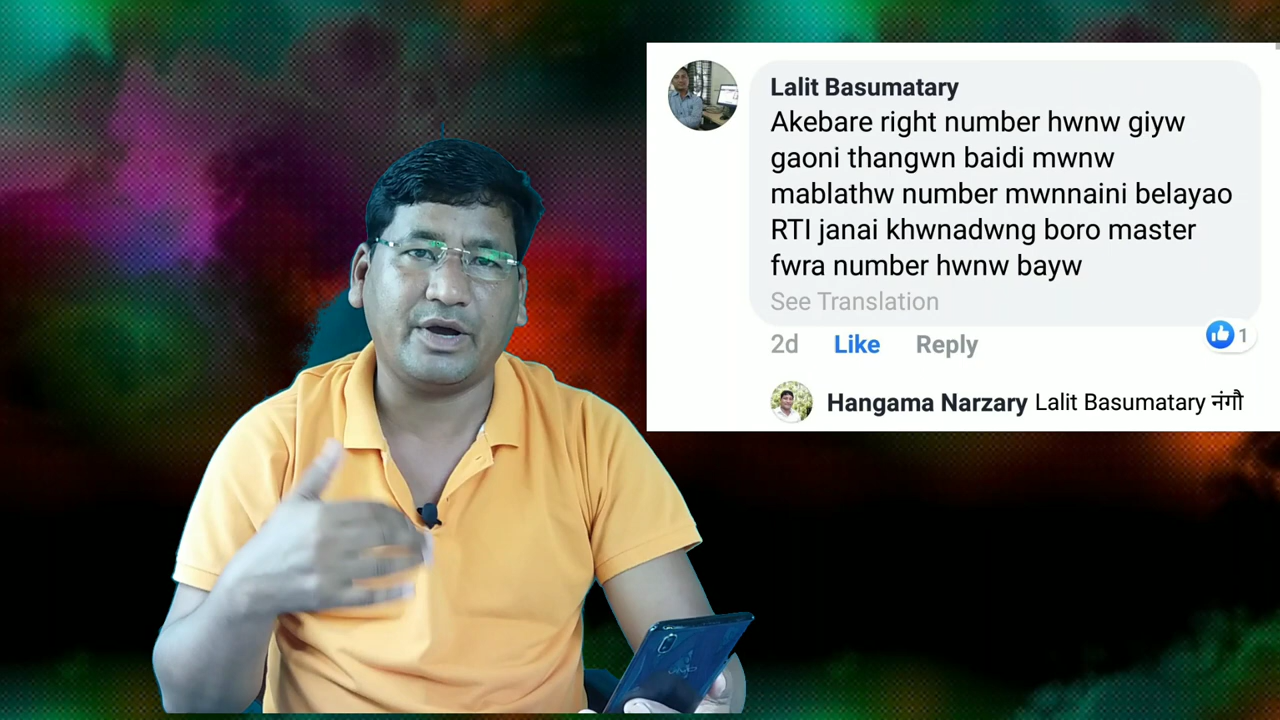 Lalit Basumatary
Akebare right number hwnw giyw
gaoni thangwn baidi mwnw
mablathw number mwnnaini belayao
RTI janai khwnadwng boro master
fwra number hwnw bayw
See Translation
2d Like Reply
1
Hangama Narzary Lalit Basumatary नंगौ